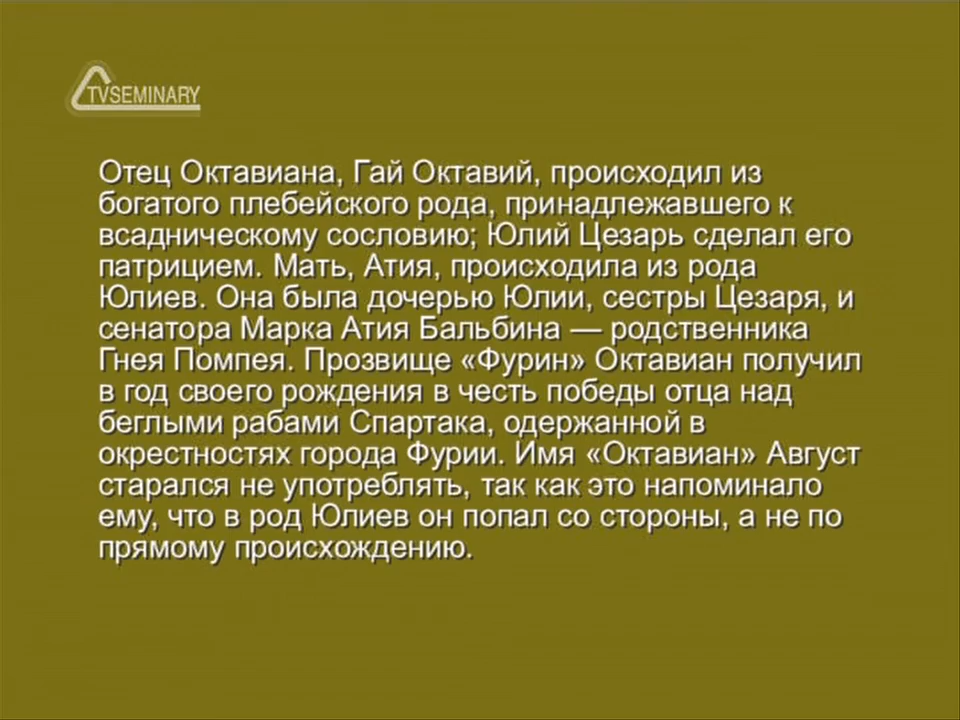 TVSEMINARY
Отец Октавиана, Гай Октавий, происходил из
богатого плебейского рода, принадлежавшего к
всадническому сословию; Юлий Цезарь сделал его
патрицием. Мать, Атия, происходила из рода
Юлиев. Она была дочерью Юлии, сестры Цезаря, и
сенатора Марка Атия Бальбина — родственника
Гнея Помпея. Прозвище «Фурин» Октавиан получил
в год своего рождения в честь победы отца над
беглыми рабами Спартака, одержанной в
окрестностях города Фурии. Имя «Октавиан» Август
старался не употреблять, так как это напоминало
ему, что в род Юлиев он попал со стороны, а не по
прямому происхождению.